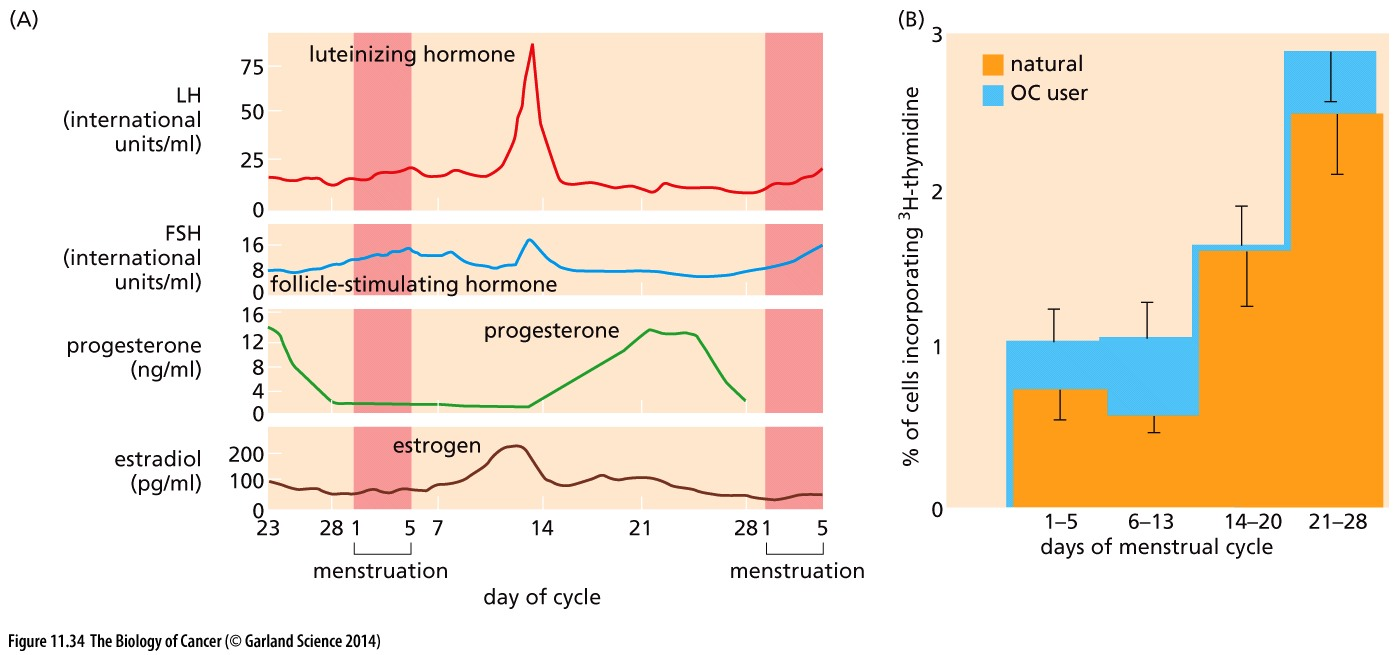 (A)
luteinizing hormone
LH
(international
units/ml)
75
50
25
0
FSH
(international
units/ml)
16
8
0
follicle-stimulating hormone
progesterone
(ng/ml)
16
12
8
4
0
progesterone
estradiol
(pg/ml)
200
100
0
estrogen
23 28 1 5 7 14 21 28 1 5
menstruation menstruation
day of cycle
(B)
% of cells incorporating ³H-thymidine
3
2
1
0
natural
OC user
1–5 6–13 14–20 21–28
days of menstrual cycle
Figure 11.34 The Biology of Cancer (© Garland Science 2014)